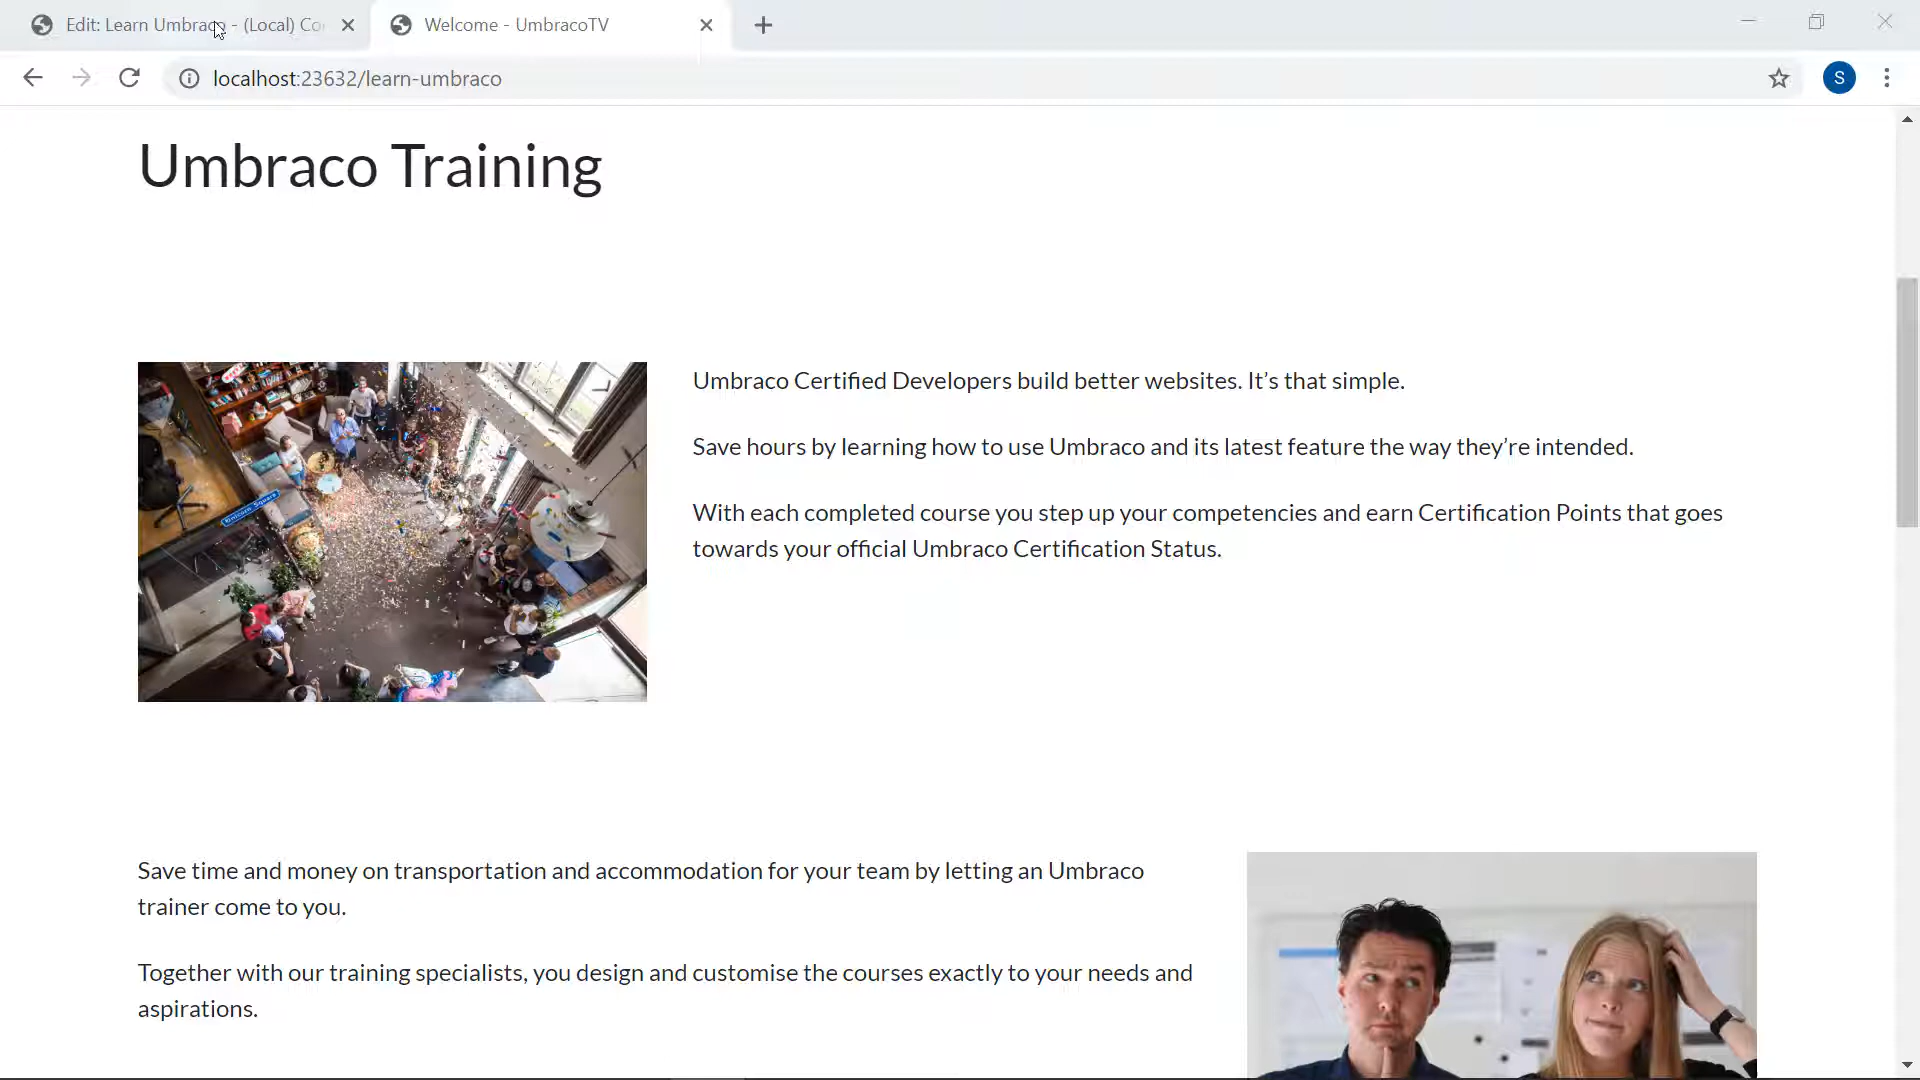 Edit: Learn Umbraco - (Local) Co
Welcome - UmbracoTV
localhost:23632/learn-umbraco
S
Umbraco Training
Umbraco Certified Developers build better websites. It’s that simple.
Save hours by learning how to use Umbraco and its latest feature the way they’re intended.
With each completed course you step up your competencies and earn Certification Points that goes
towards your official Umbraco Certification Status.
Unicorn Square
Save time and money on transportation and accommodation for your team by letting an Umbraco
trainer come to you.
Together with our training specialists, you design and customise the courses exactly to your needs and
aspirations.